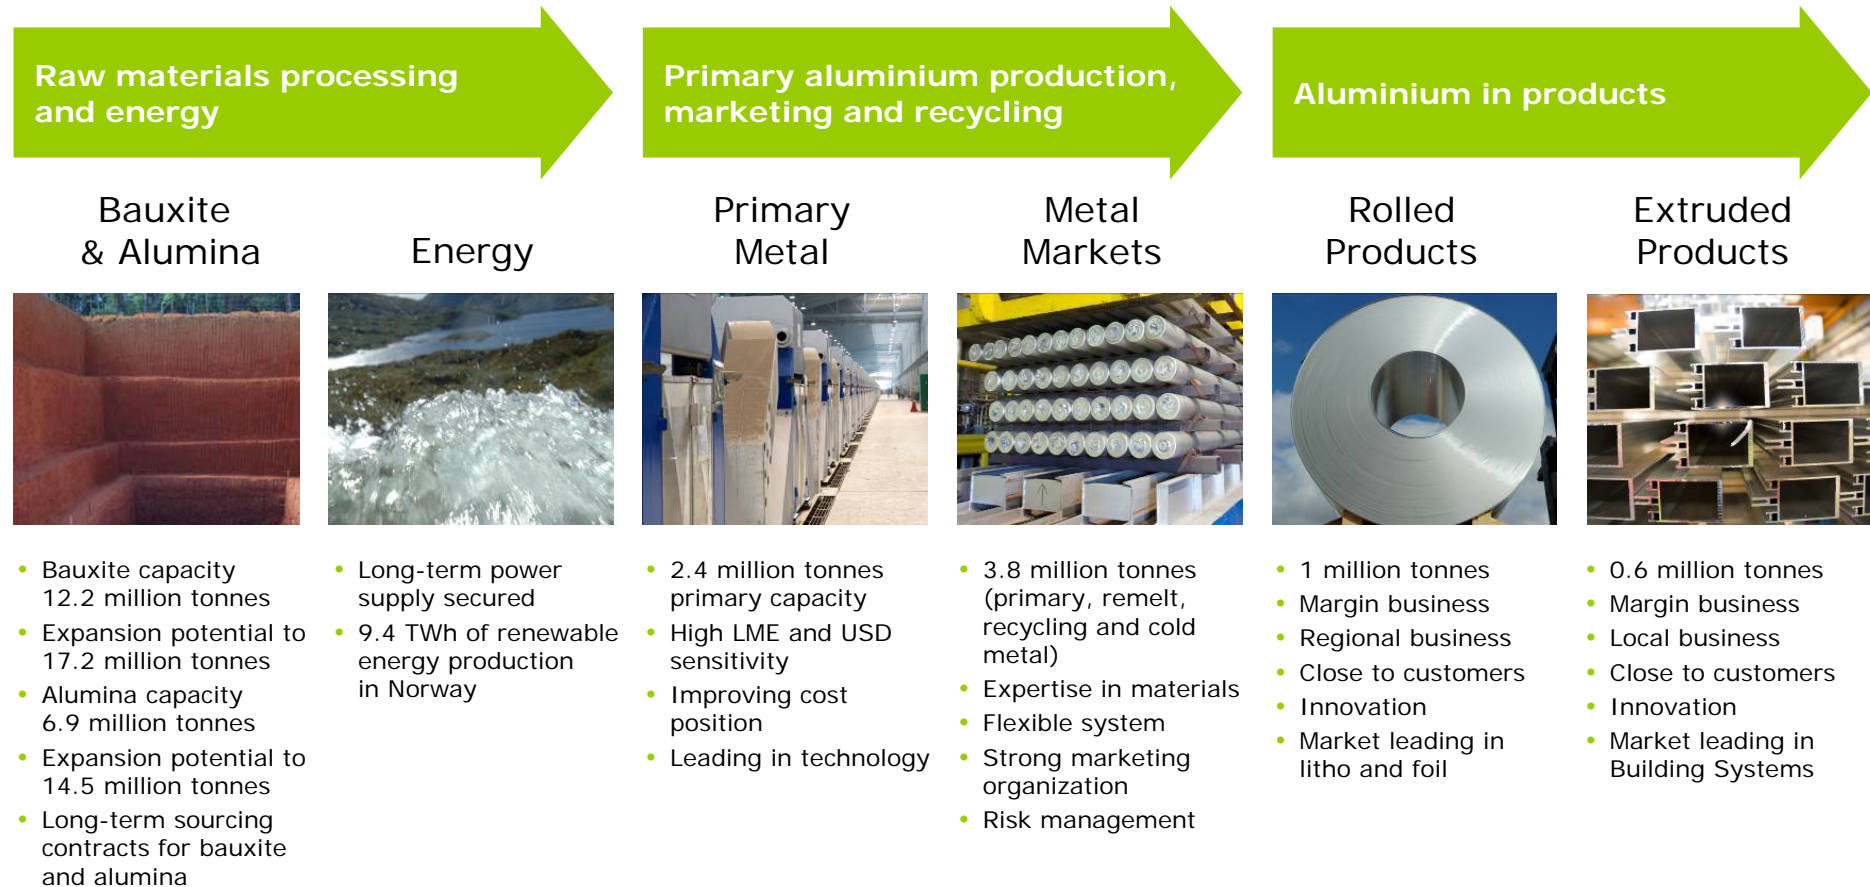 Raw materials processing
and energy
Primary aluminium production,
marketing and recycling
Aluminium in products
Bauxite
& Alumina
Energy
Primary
Metal
Metal
Markets
Rolled
Products
Extruded
Products
• Bauxite capacity
12.2 million tonnes
• Expansion potential to
17.2 million tonnes
• Alumina capacity
6.9 million tonnes
• Expansion potential to
14.5 million tonnes
• Long-term sourcing
contracts for bauxite
and alumina
• Long-term power
supply secured
• 9.4 TWh of renewable
energy production
in Norway
• 2.4 million tonnes
primary capacity
• High LME and USD
sensitivity
• Improving cost
position
• Leading in technology
• 3.8 million tonnes
(primary, remelt,
recycling and cold
metal)
• Expertise in materials
• Flexible system
• Strong marketing
organization
• Risk management
• 1 million tonnes
• Margin business
• Regional business
• Close to customers
• Innovation
• Market leading in
litho and foil
• 0.6 million tonnes
• Margin business
• Local business
• Close to customers
• Innovation
• Market leading in
Building Systems